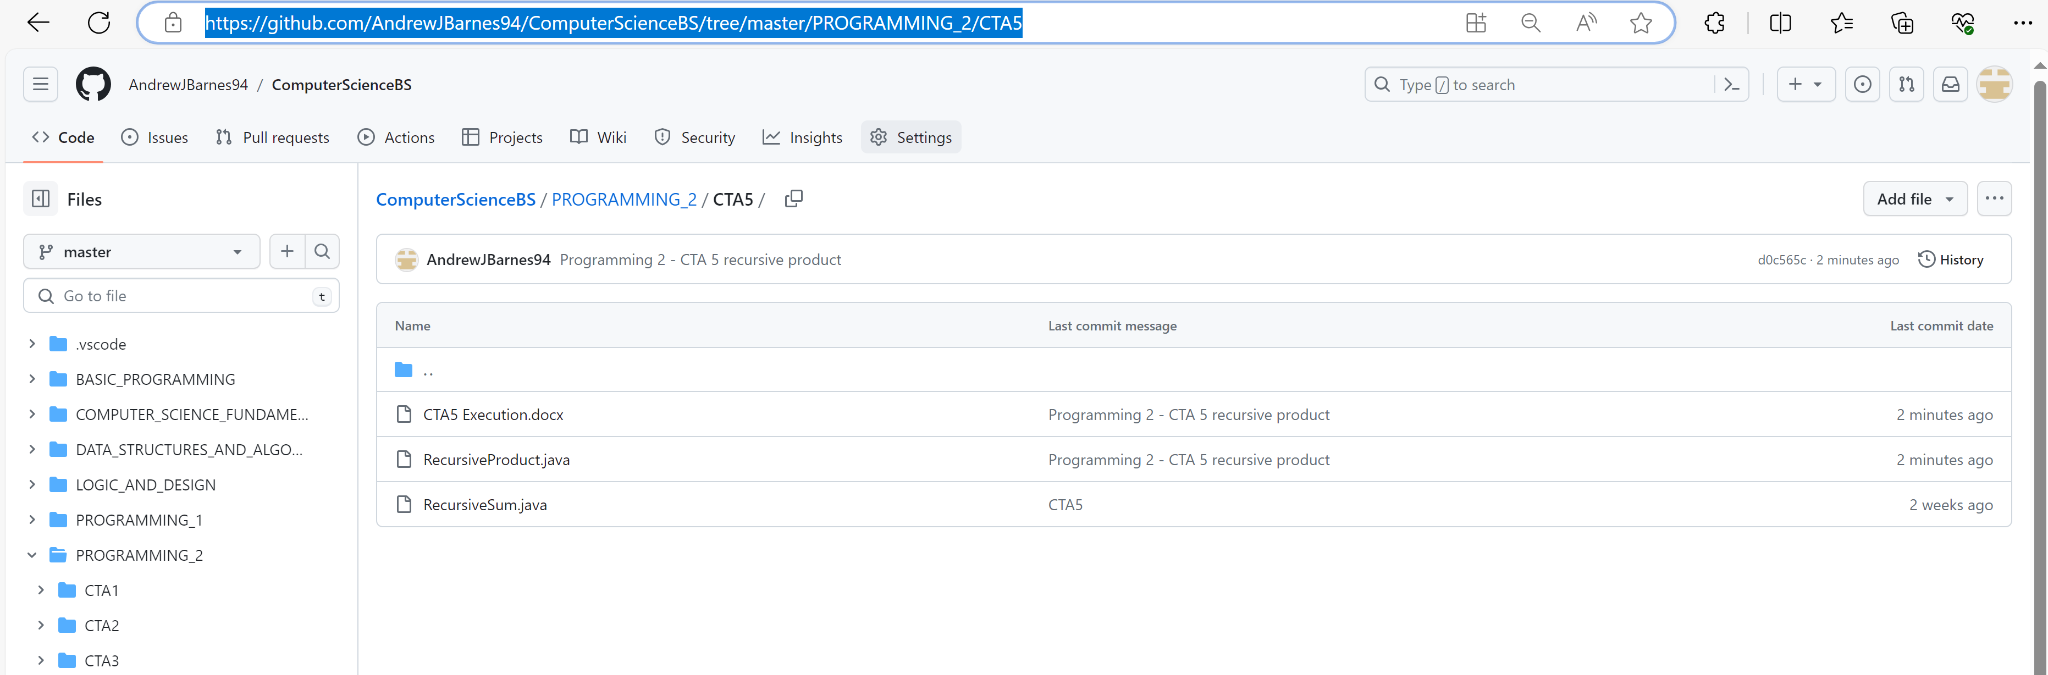 https://github.com/AndrewJBarnes94/ComputerScienceBS/tree/master/PROGRAMMING_2/CTA5
AndrewJBarnes94 / ComputerScienceBS
Type / to search
Code Issues Pull requests Actions Projects Wiki Security Insights Settings
Files
master
Go to file t
.vscode
BASIC_PROGRAMMING
COMPUTER_SCIENCE_FUNDAME...
DATA_STRUCTURES_AND_ALGO...
LOGIC_AND_DESIGN
PROGRAMMING_1
PROGRAMMING_2
CTA1
CTA2
CTA3
ComputerScienceBS / PROGRAMMING_2 / CTA5 /
Add file
AndrewJBarnes94 Programming 2 - CTA 5 recursive product d0c565c · 2 minutes ago History
Name Last commit message Last commit date
..
CTA5 Execution.docx Programming 2 - CTA 5 recursive product 2 minutes ago
RecursiveProduct.java Programming 2 - CTA 5 recursive product 2 minutes ago
RecursiveSum.java CTA5 2 weeks ago